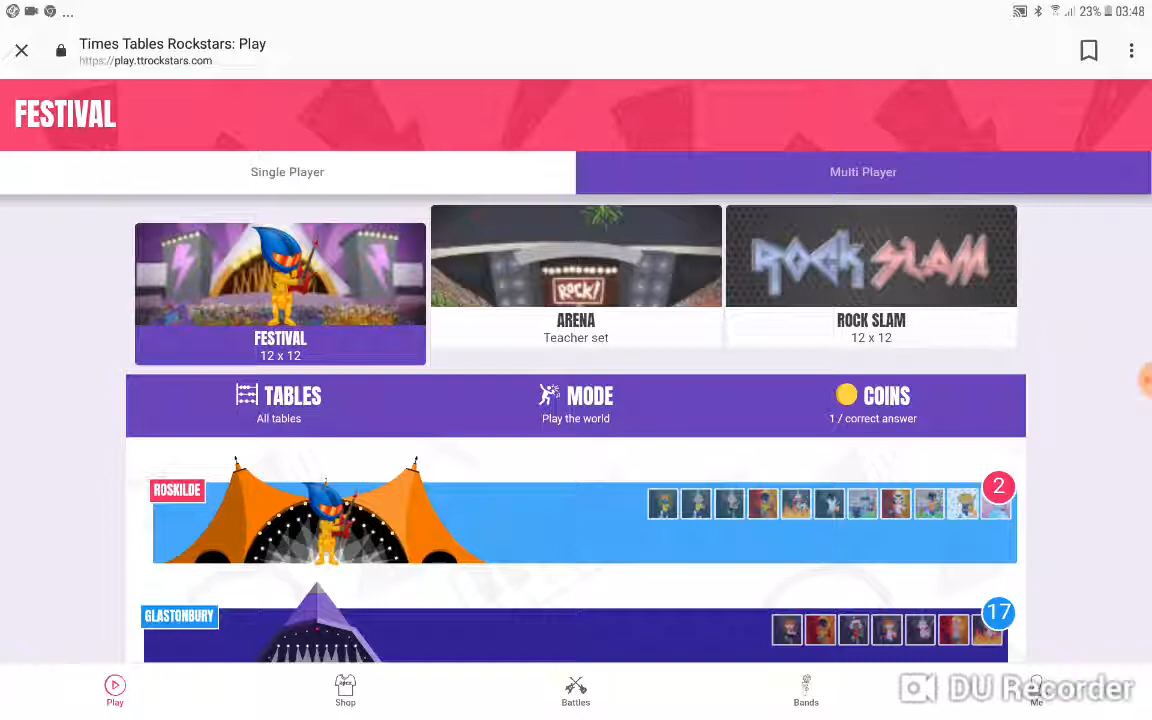 ...
23% 03:48
Times Tables Rockstars: Play
https://play.ttrockstars.com
FESTIVAL
Single Player
Multi Player
ROCK!
ROCK SLAM
FESTIVAL
12 x 12
ARENA
Teacher set
ROCK SLAM
12 x 12
TABLES
All tables
MODE
Play the world
COINS
1 / correct answer
ROSKILDE
2
GLASTONBURY
17
Play
Shop
Battles
Bands
Me
DU Recorder